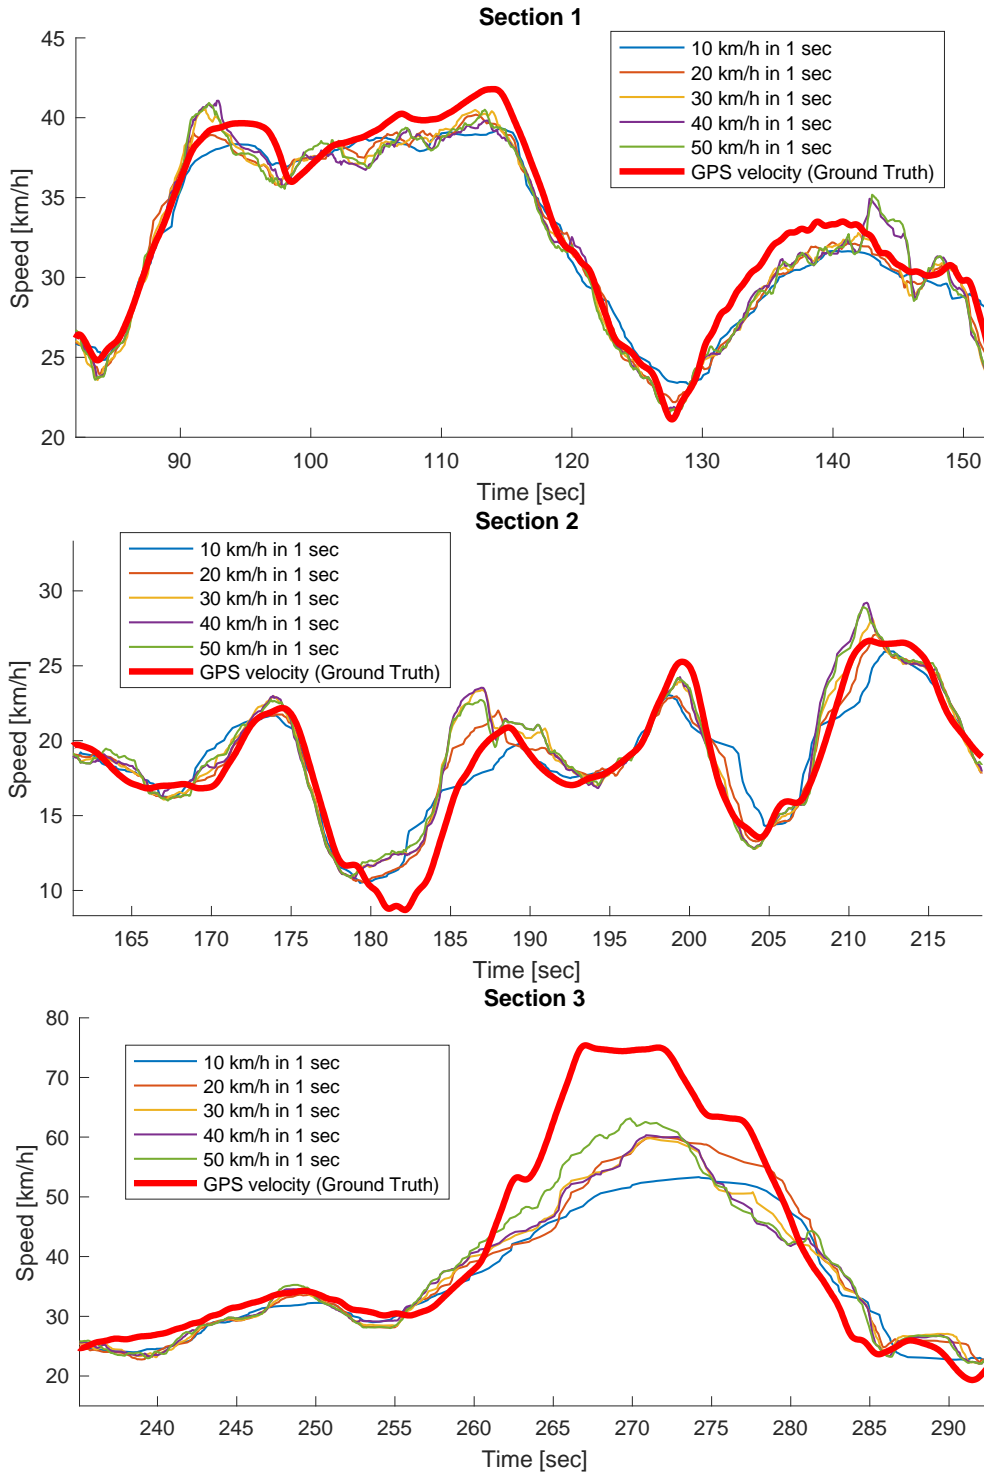 Section 1
45
40
35
30
25
20
Speed [km/h]
10 km/h in 1 sec
20 km/h in 1 sec
30 km/h in 1 sec
40 km/h in 1 sec
50 km/h in 1 sec
GPS velocity (Ground Truth)
90 100 110 120 130 140 150
Time [sec]
Section 2
30
25
20
15
10
Speed [km/h]
10 km/h in 1 sec
20 km/h in 1 sec
30 km/h in 1 sec
40 km/h in 1 sec
50 km/h in 1 sec
GPS velocity (Ground Truth)
165 170 175 180 185 190 195 200 205 210 215
Time [sec]
Section 3
80
70
60
50
40
30
20
Speed [km/h]
10 km/h in 1 sec
20 km/h in 1 sec
30 km/h in 1 sec
40 km/h in 1 sec
50 km/h in 1 sec
GPS velocity (Ground Truth)
240 245 250 255 260 265 270 275 280 285 290
Time [sec]